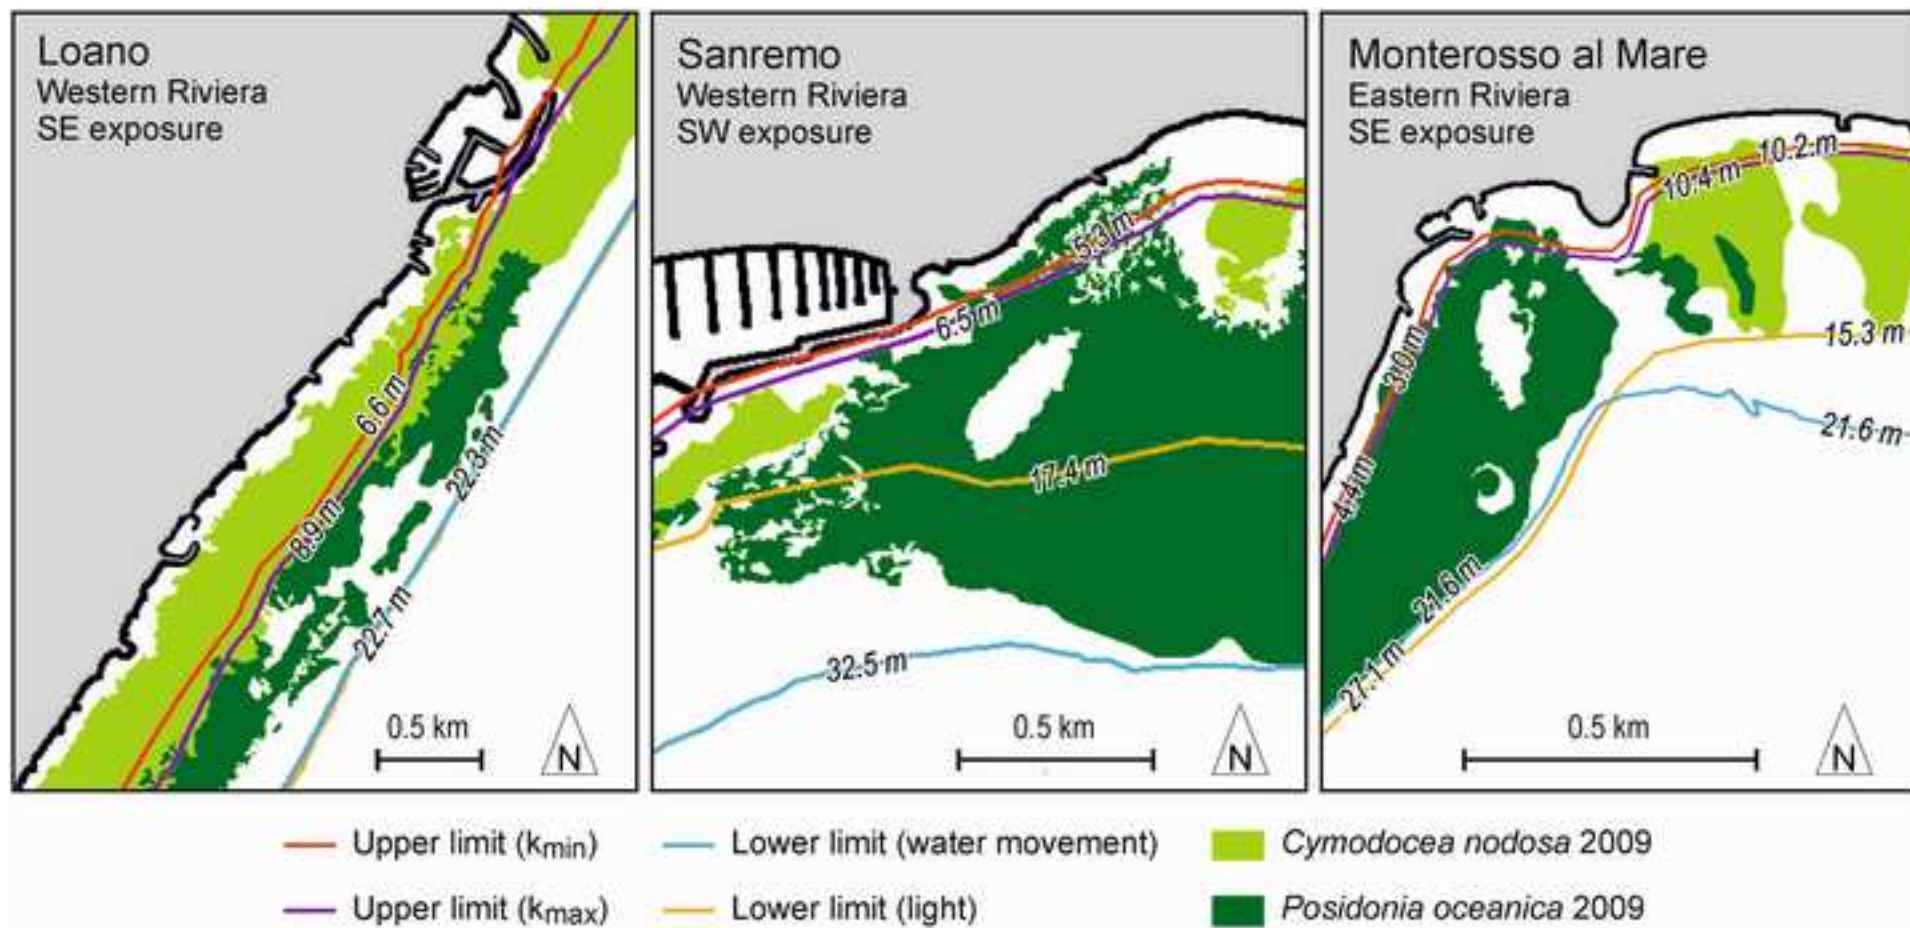 Loano
Western Riviera
SE exposure
6.6 m
8.9 m
22.3 m
22.7 m
0.5 km
N
Sanremo
Western Riviera
SW exposure
5.3 m
6.5 m
17.4 m
32.5 m
0.5 km
N
Monterosso al Mare
Eastern Riviera
SE exposure
10.2 m
10.4 m
3.0 m
15.3 m
4.4 m
21.6 m
21.6 m
27.1 m
0.5 km
N
Upper limit (kmin)
Lower limit (water movement)
Cymodocea nodosa 2009
Upper limit (kmax)
Lower limit (light)
Posidonia oceanica 2009